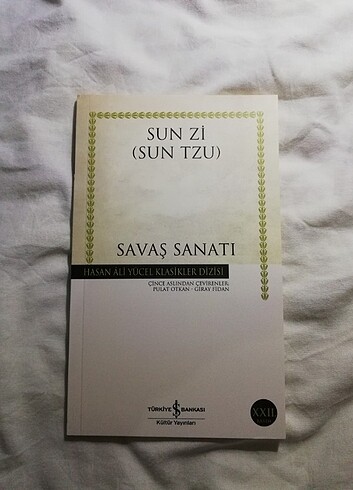 SUN Zİ
(SUN TZU)
SAVAŞ SANATI
HASAN ÂLİ YÜCEL KLASİKLER DİZİSİ
ÇİNCE ASLINDAN ÇEVİRENLER:
PULAT OTKAN - GİRAY FİDAN
TÜRKİYE İŞ BANKASI
Kültür Yayınları
XXII